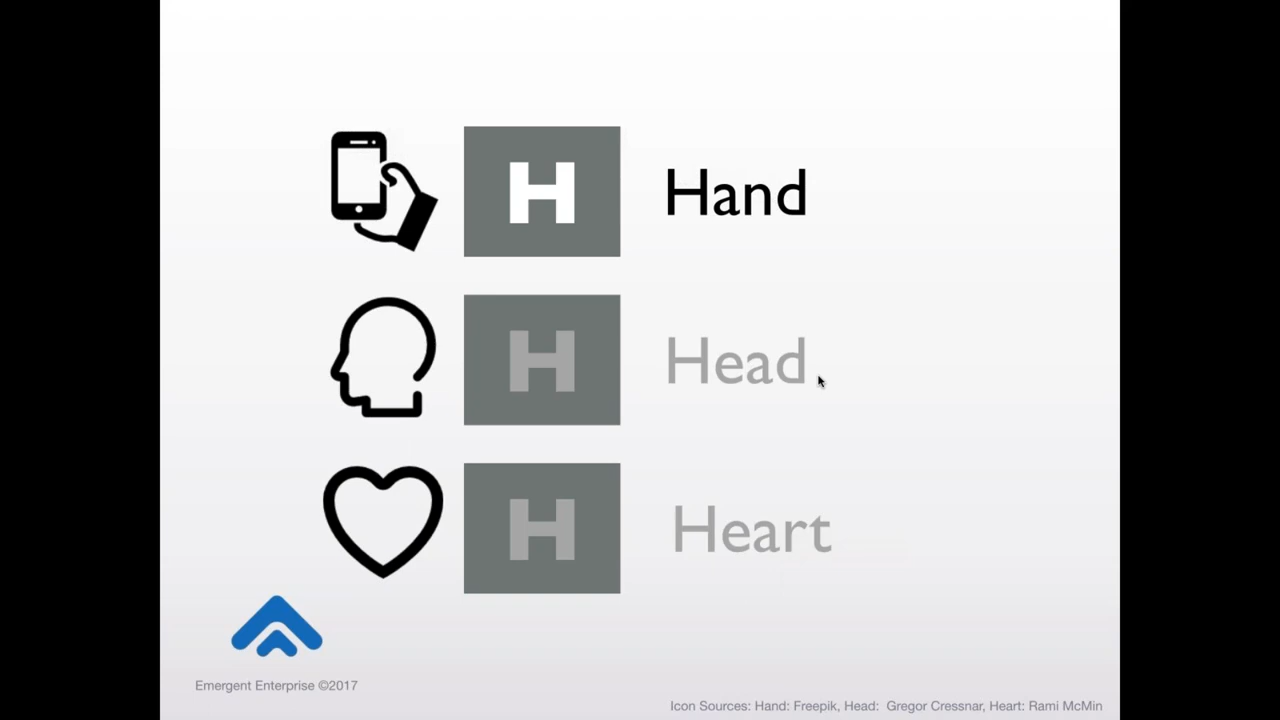 H Hand
H Head
H Heart
Emergent Enterprise ©2017
Icon Sources: Hand: Freepik, Head: Gregor Cressnar, Heart: Rami McMin